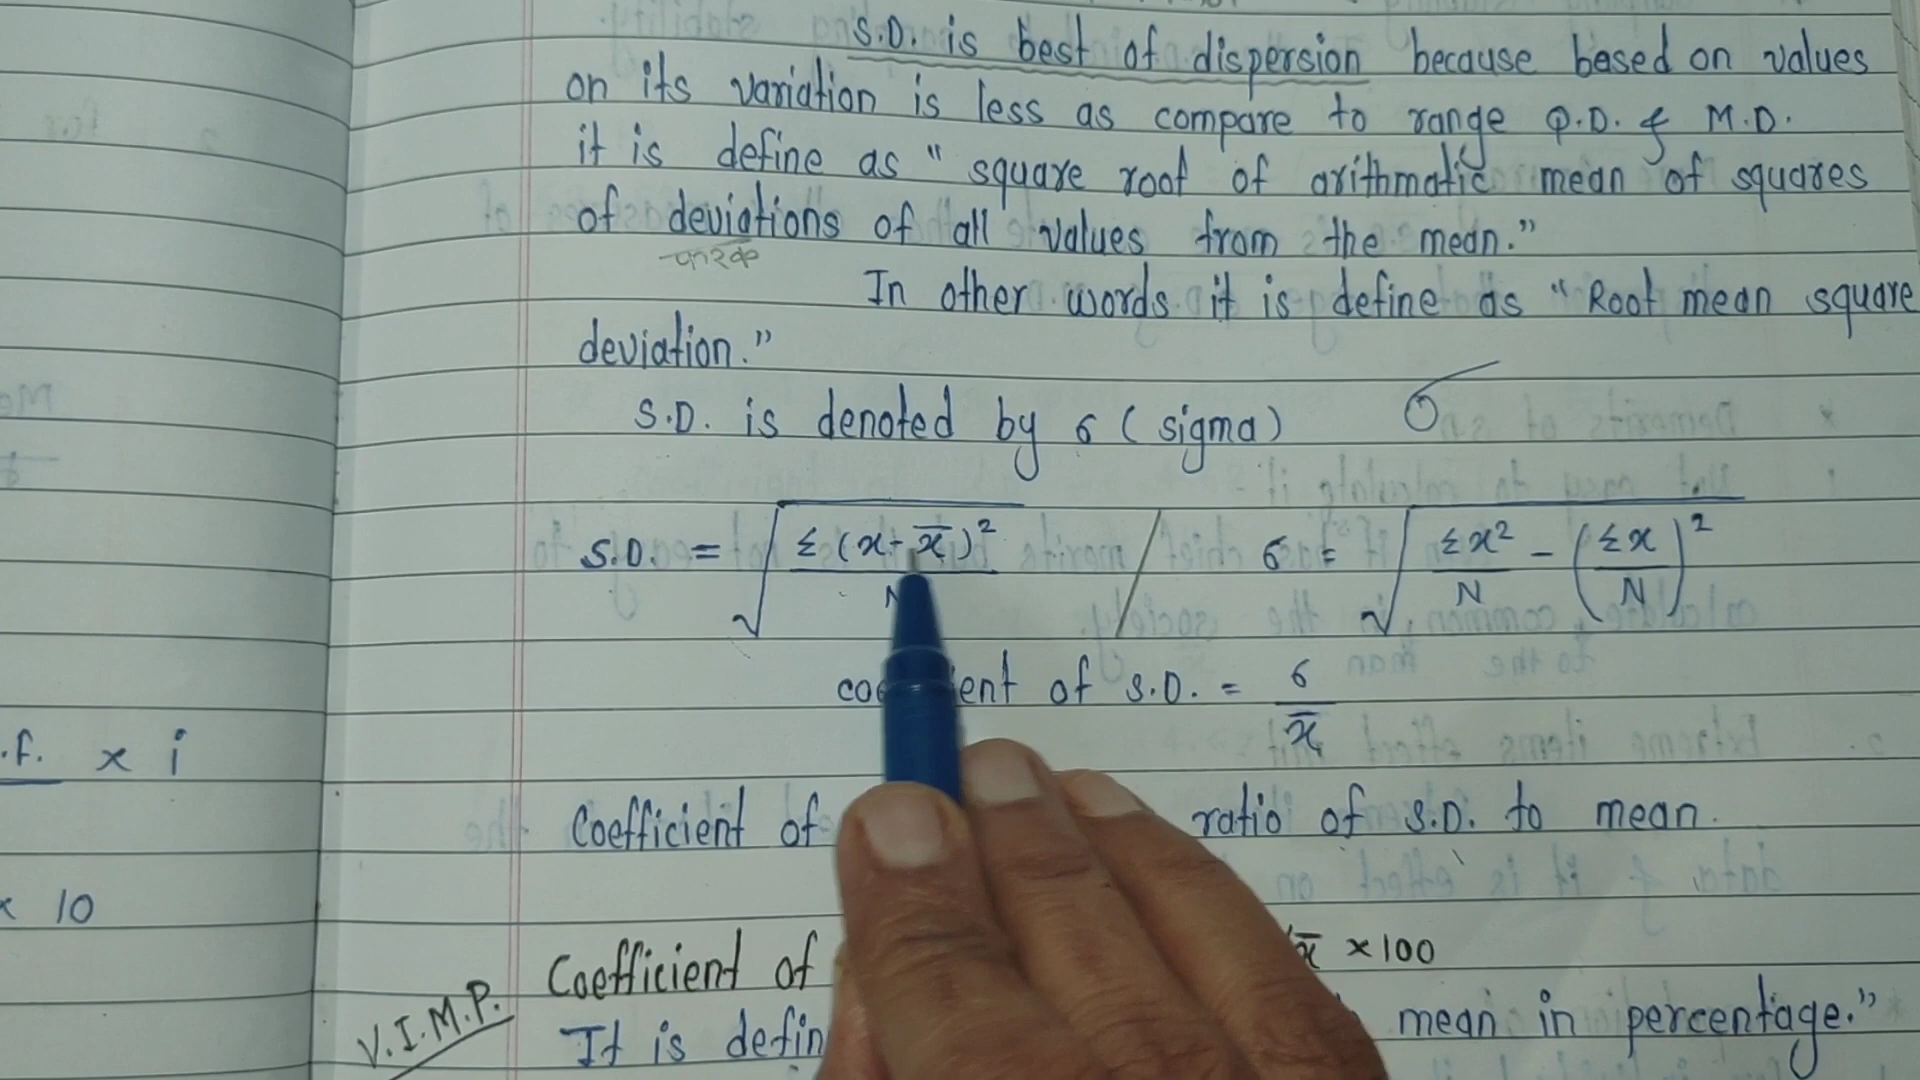 S.D. is best of dispersion because based on values
on its variation is less as compare to range Q.D. & M.D.
it is define as " square root of arithmatic mean of squares
of deviations of all values from the mean."
फरक
In other words it is define as " Root mean square
deviation."
S.D. is denoted by σ ( sigma) σ
S.D. = √ Σ (x - x̄)² / N / σ = √ Σx² / N - (Σx / N)²
of S.D. = σ / x̄
.f. x i
Coefficient of ratio of S.D. to mean.
x 10
Coefficient of x̄ × 100
V.I.M.P.
It is mean in percentage."